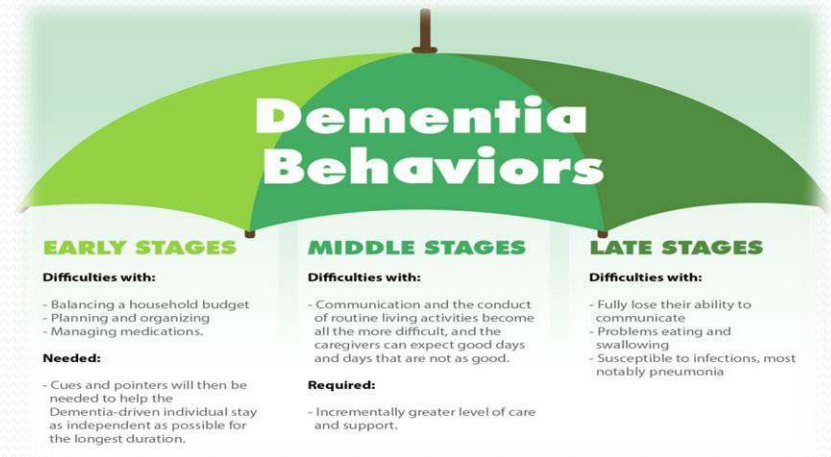 Dementia
Behaviors
EARLY STAGES
Difficulties with:
- Balancing a household budget
- Planning and organizing
- Managing medications.
Needed:
- Cues and pointers will then be
needed to help the
Dementia-driven individual stay
as independent as possible for
the longest duration.
MIDDLE STAGES
Difficulties with:
- Communication and the conduct
of routine living activities become
all the more difficult, and the
caregivers can expect good days
and days that are not as good.
Required:
- Incrementally greater level of care
and support.
LATE STAGES
Difficulties with:
- Fully lose their ability to
communicate
- Problems eating and
swallowing
- Susceptible to infections, most
notably pneumonia